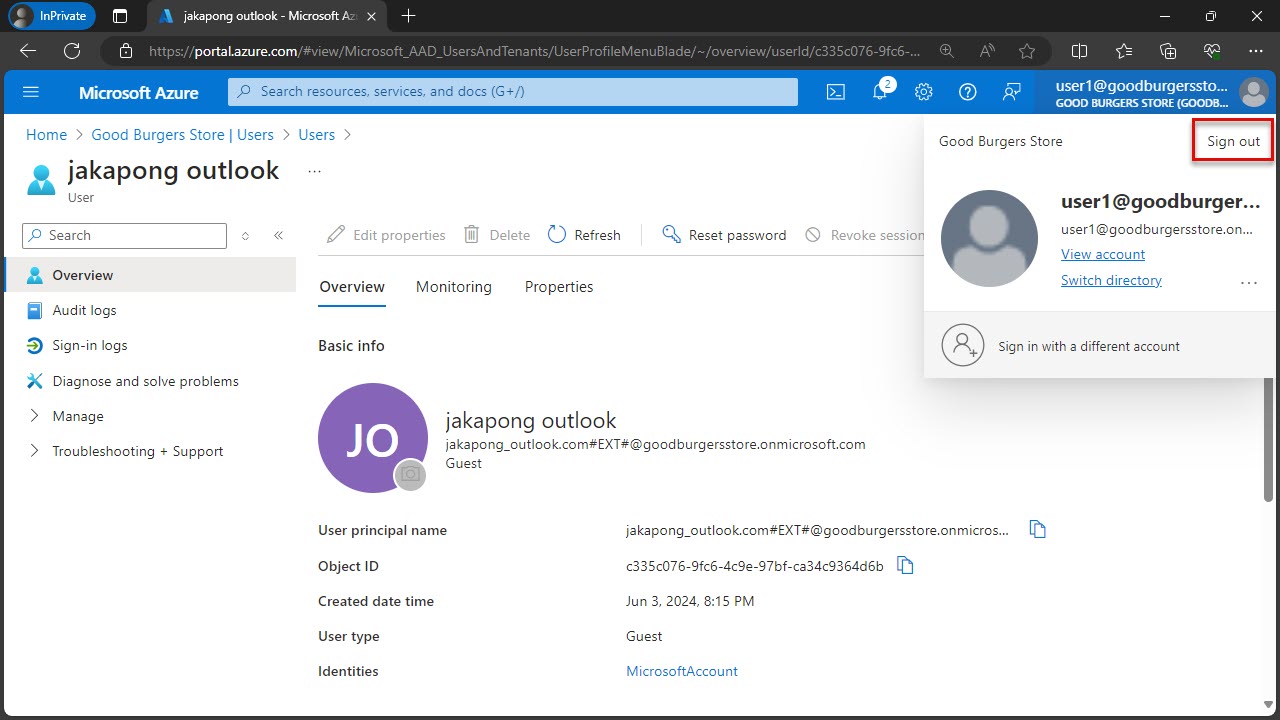 InPrivate
jakapong outlook - Microsoft Az
https://portal.azure.com/#view/Microsoft_AAD_UsersAndTenants/UserProfileMenuBlade/~/overview/userId/c335c076-9fc6-...
Microsoft Azure
Search resources, services, and docs (G+/)
2
user1@goodburgerssto...
GOOD BURGERS STORE (GOODB...
Home > Good Burgers Store | Users > Users >
jakapong outlook ...
User
Search
Overview
Audit logs
Sign-in logs
Diagnose and solve problems
Manage
Troubleshooting + Support
Edit properties
Delete
Refresh
Reset password
Revoke session
Overview
Monitoring
Properties
Basic info
JO
jakapong outlook
jakapong_outlook.com#EXT#@goodburgersstore.onmicrosoft.com
Guest
User principal name jakapong_outlook.com#EXT#@goodburgersstore.onmicros...
Object ID c335c076-9fc6-4c9e-97bf-ca34c9364d6b
Created date time Jun 3, 2024, 8:15 PM
User type Guest
Identities MicrosoftAccount
Good Burgers Store
Sign out
user1@goodburger...
user1@goodburgersstore.on...
View account
Switch directory
...
Sign in with a different account